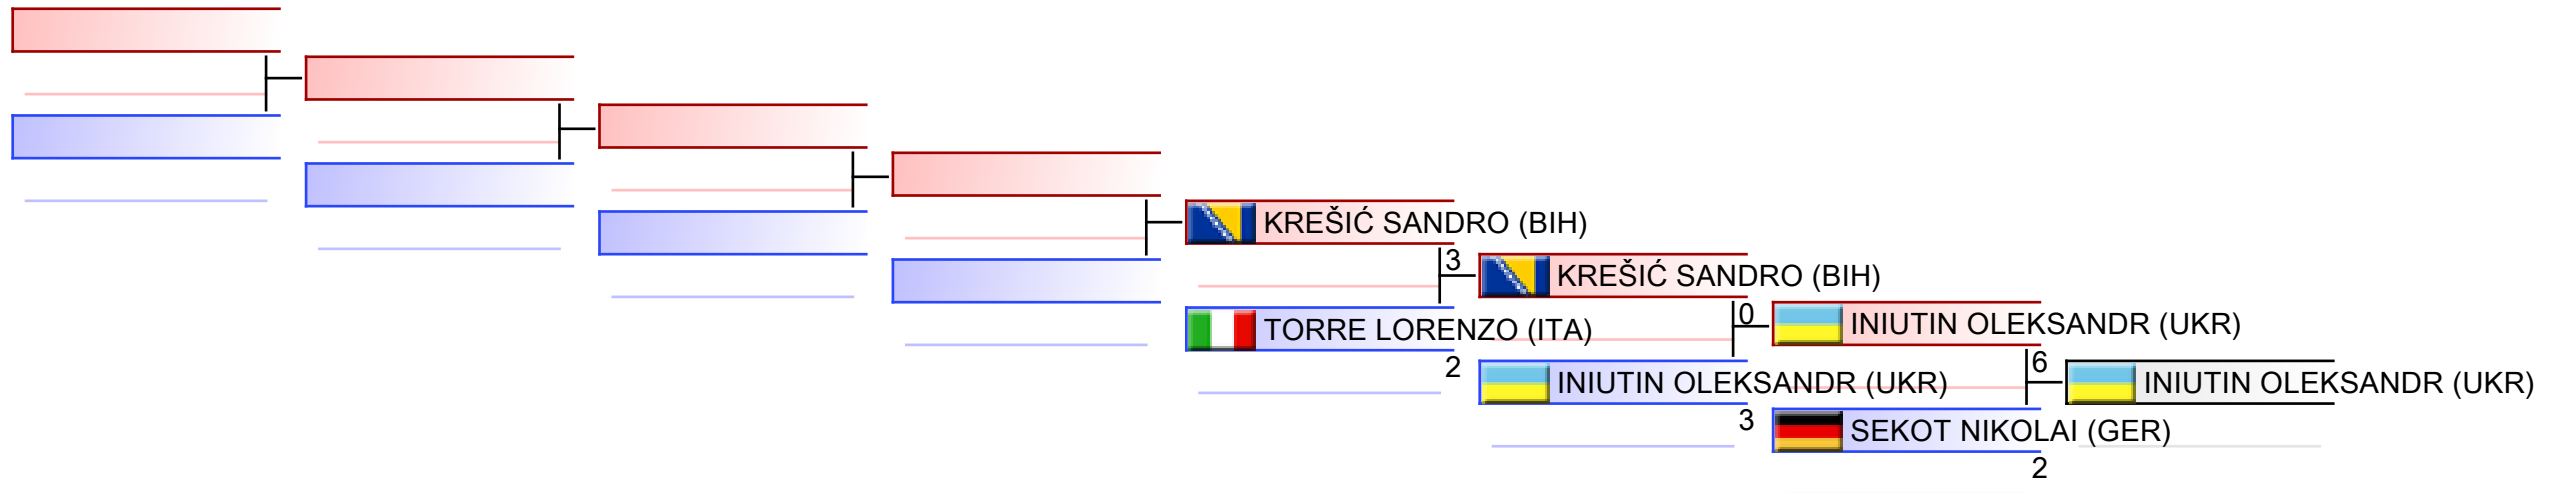 KREŠIĆ SANDRO (BIH)
3
KREŠIĆ SANDRO (BIH)
TORRE LORENZO (ITA)
2
0
INIUTIN OLEKSANDR (UKR)
INIUTIN OLEKSANDR (UKR)
3
6
INIUTIN OLEKSANDR (UKR)
SEKOT NIKOLAI (GER)
2